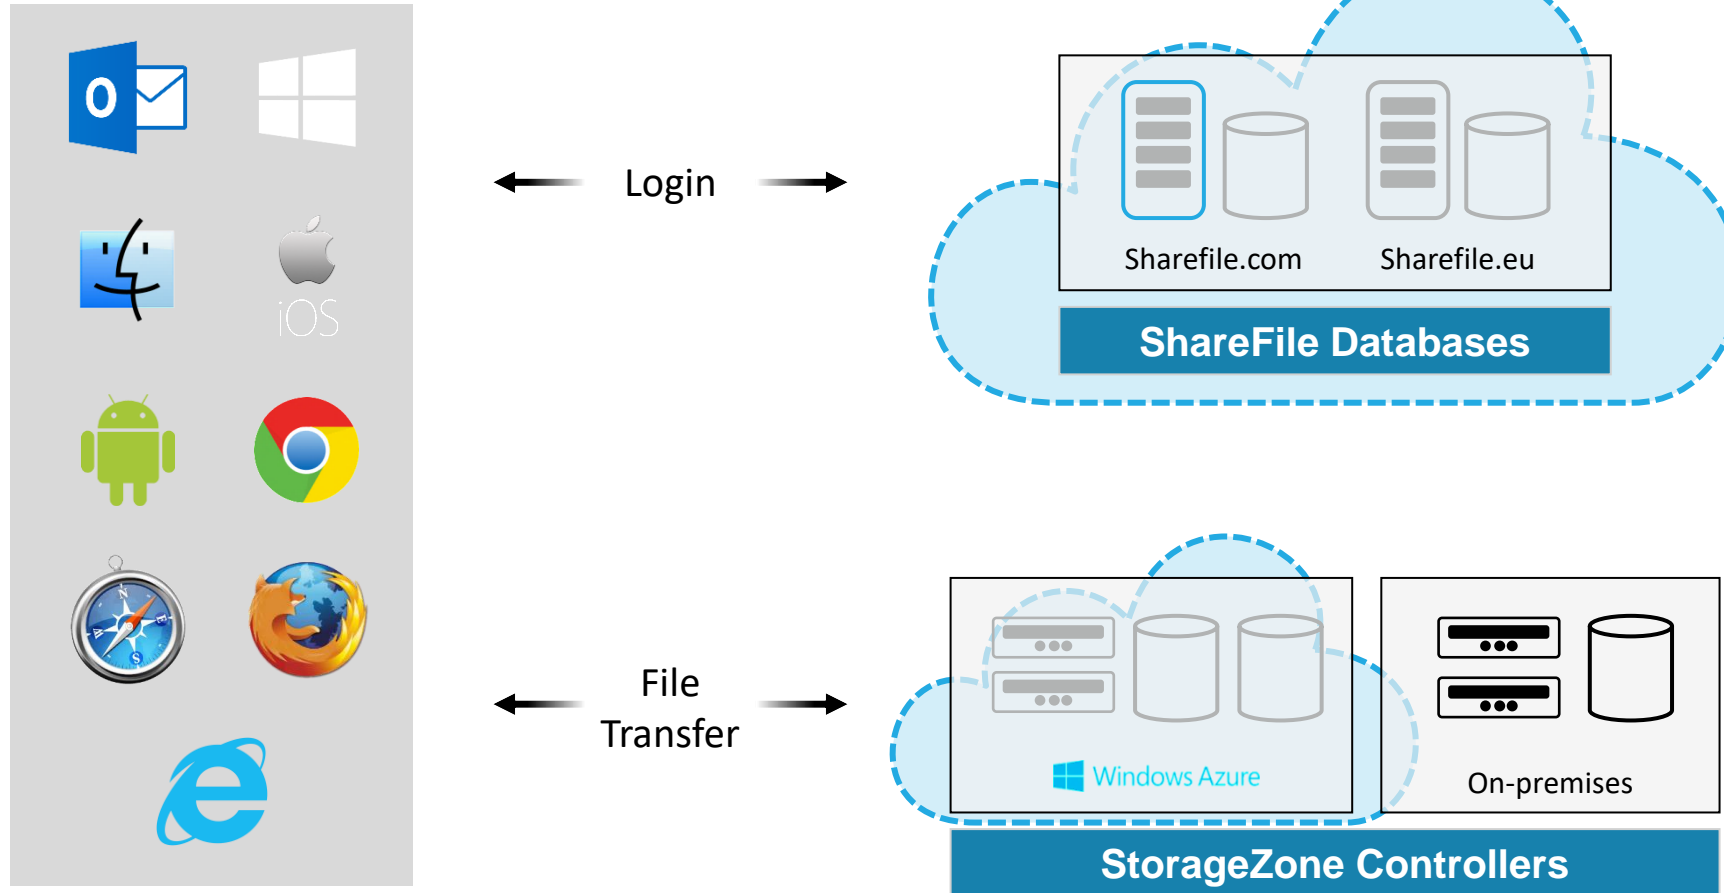 iOS
Login
Sharefile.com
Sharefile.eu
ShareFile Databases
File
Transfer
Windows Azure
On-premises
StorageZone Controllers